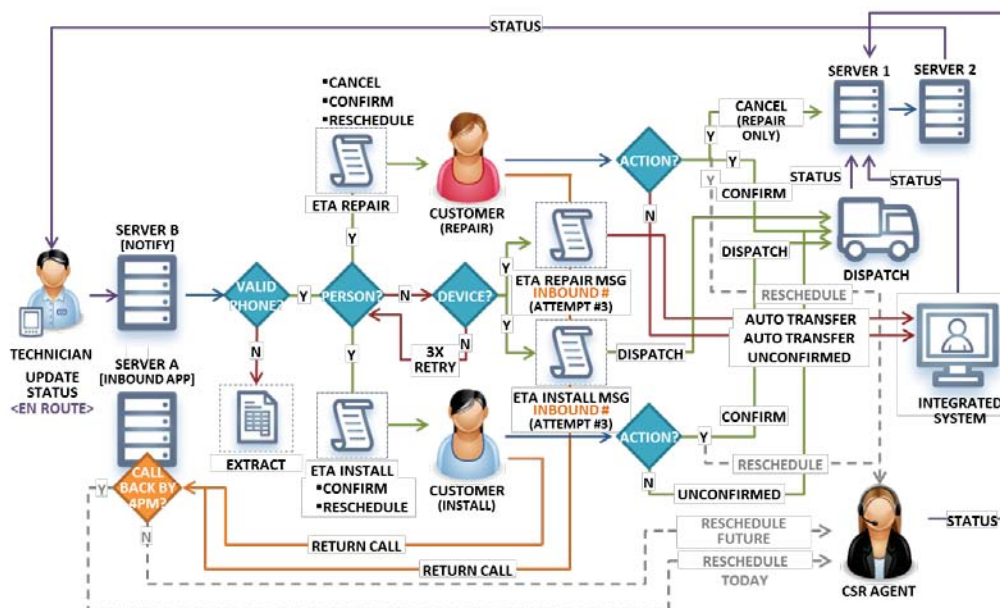 STATUS
SERVER 1
SERVER 2
▪CANCEL
▪CONFIRM
▪RESCHEDULE
CANCEL
(REPAIR
ONLY)
Y
Y
Y
ACTION?
STATUS
STATUS
ETA REPAIR
CUSTOMER
(REPAIR)
N
CONFIRM
SERVER B
[NOTIFY]
Y
DISPATCH
DISPATCH
VALID
PHONE?
Y
PERSON?
N
DEVICE?
Y
Y
ETA REPAIR MSG
INBOUND #
(ATTEMPT #3)
RESCHEDULE
AUTO TRANSFER
AUTO TRANSFER
UNCONFIRMED
TECHNICIAN
UPDATE
STATUS
<EN ROUTE>
SERVER A
[INBOUND APP]
N
Y
3X
RETRY
N
DISPATCH
INTEGRATED
SYSTEM
ETA INSTALL MSG
INBOUND #
(ATTEMPT #3)
CONFIRM
ACTION?
Y
RESCHEDULE
EXTRACT
ETA INSTALL
▪CONFIRM
▪RESCHEDULE
CUSTOMER
(INSTALL)
N
UNCONFIRMED
Y
CALL
BACK BY
4PM?
N
RETURN CALL
RETURN CALL
RESCHEDULE
FUTURE
RESCHEDULE
TODAY
STATUS
CSR AGENT